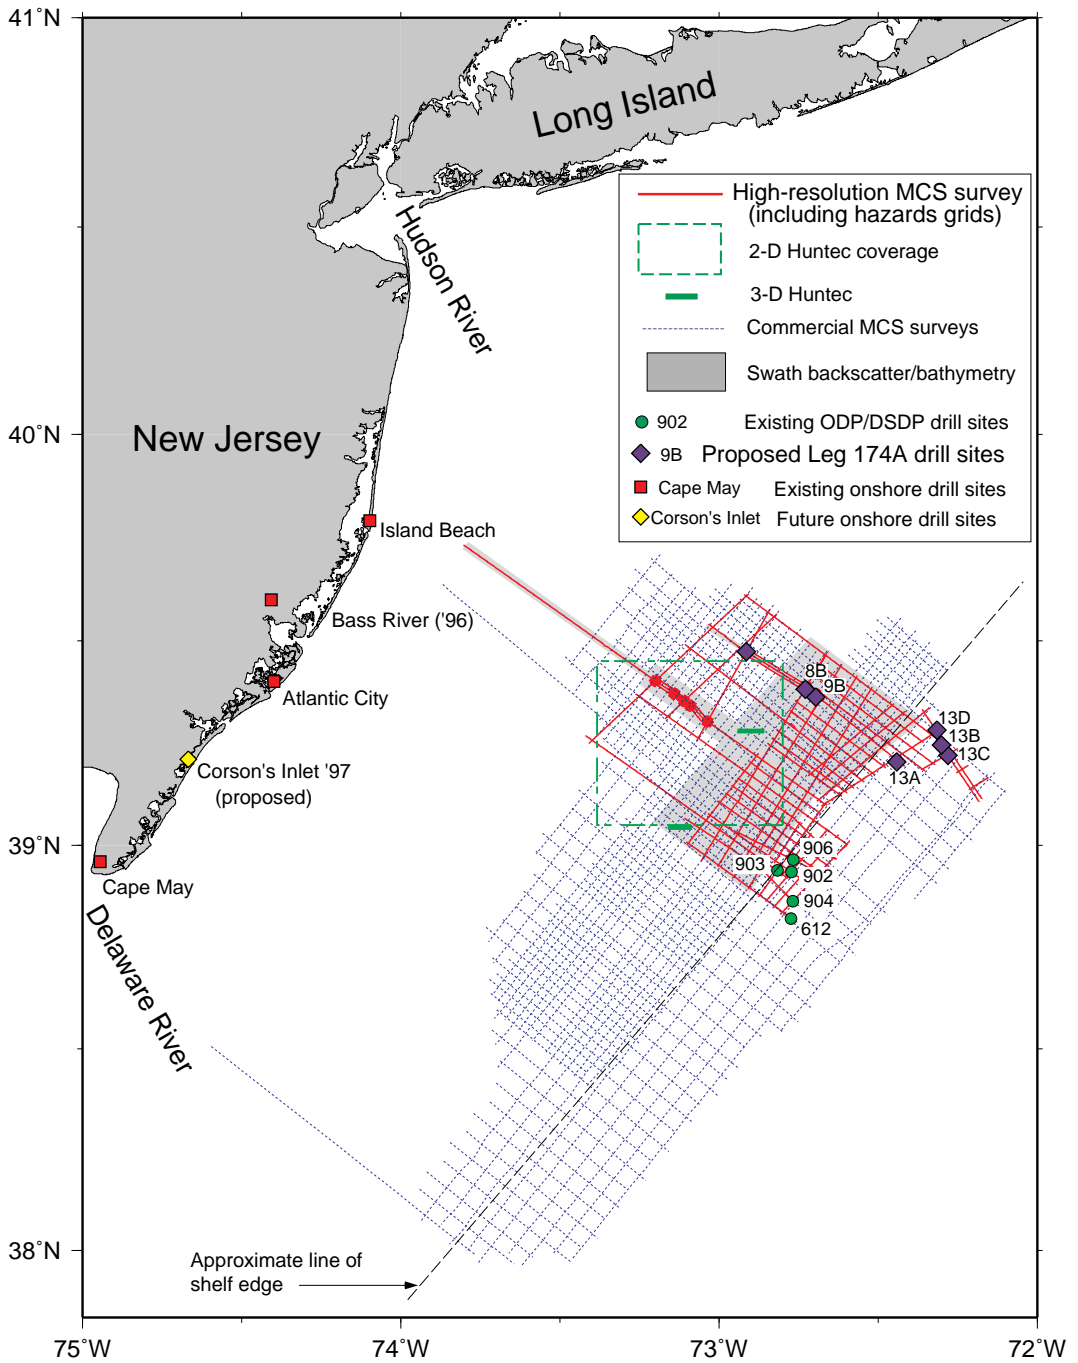 41°N
Long Island
High-resolution MCS survey
(including hazards grids)
2-D Huntec coverage
3-D Huntec
Commercial MCS surveys
Swath backscatter/bathymetry
902 Existing ODP/DSDP drill sites
9B Proposed Leg 174A drill sites
Cape May Existing onshore drill sites
Corson's Inlet Future onshore drill sites
Hudson River
40°N
New Jersey
Island Beach
Bass River ('96)
Atlantic City
8B
9B
13D
13B
13C
13A
Corson's Inlet '97
(proposed)
39°N
Cape May
906
903
902
904
612
Delaware River
38°N
Approximate line of
shelf edge
75°W
74°W
73°W
72°W